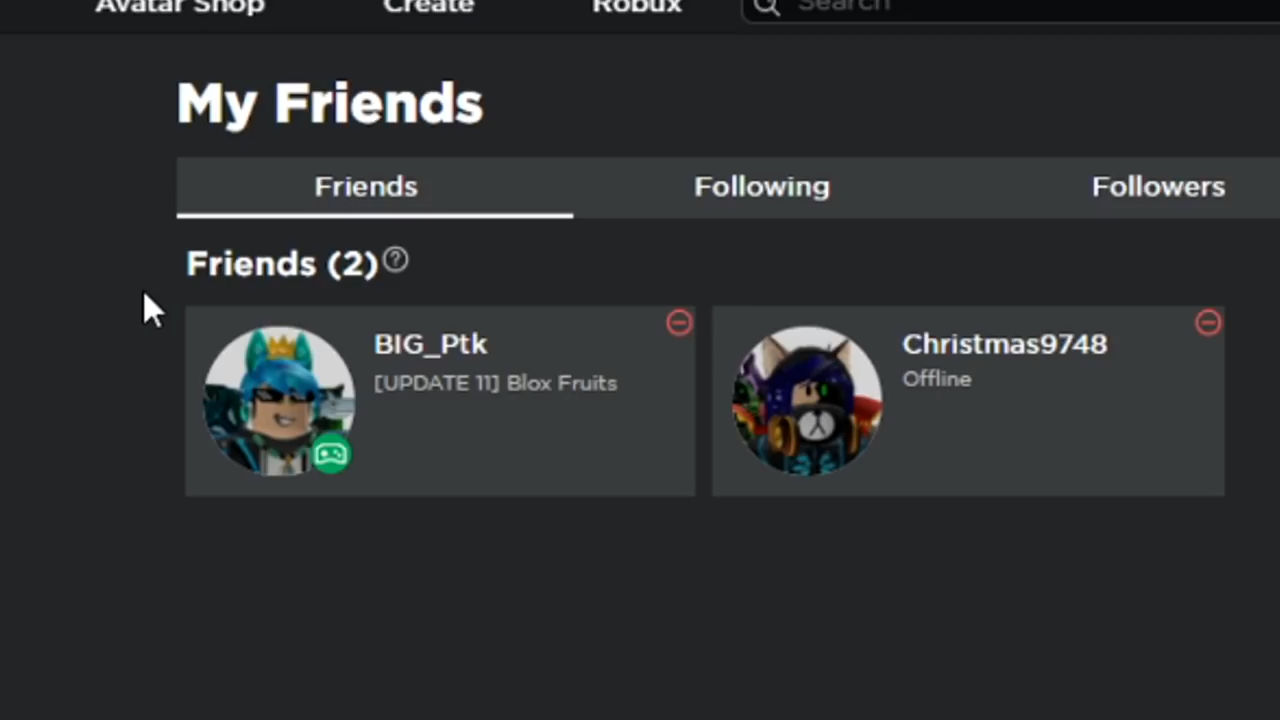 Avatar Shop Create Robux Search
My Friends
Friends Following Followers
Friends (2)
BIG_Ptk
[UPDATE 11] Blox Fruits
Christmas9748
Offline